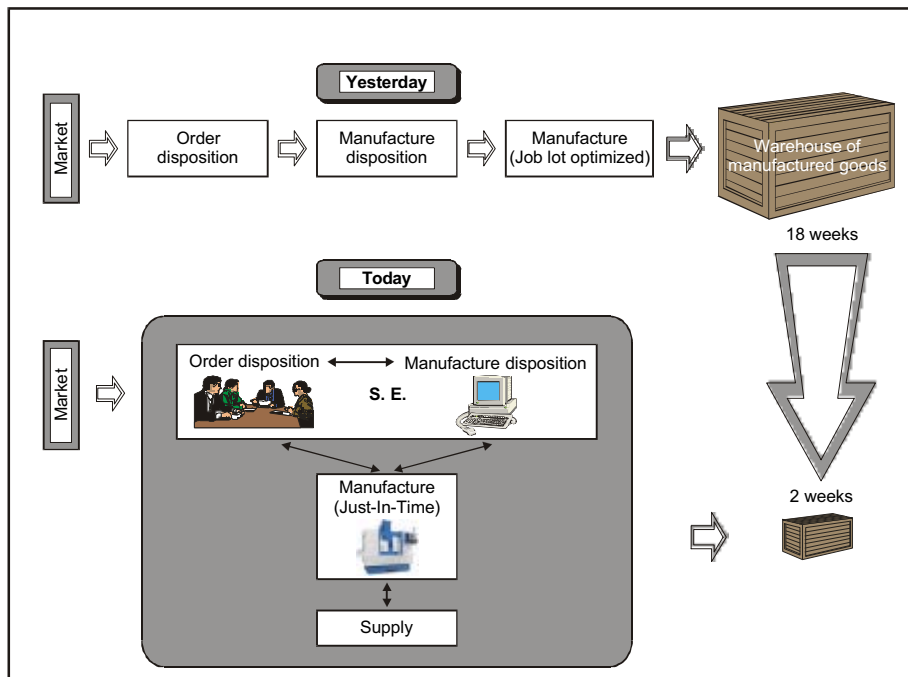 Yesterday
Market
Order
disposition
Manufacture
disposition
Manufacture
(Job lot optimized)
Warehouse of
manufactured goods
18 weeks
Today
Market
Order disposition
Manufacture disposition
S. E.
Manufacture
(Just-In-Time)
2 weeks
Supply